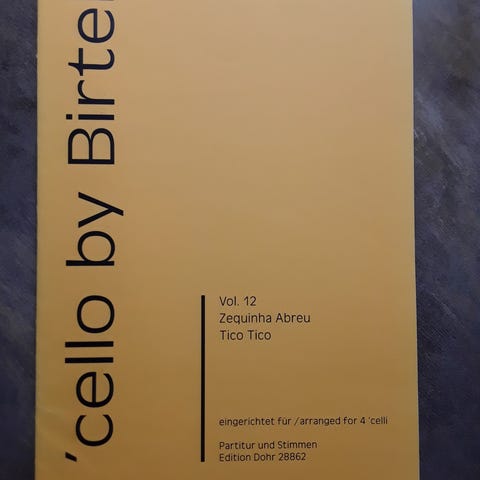 'cello by Birte
Vol. 12
Zequinha Abreu
Tico Tico
eingerichtet für /arranged for 4 'celli
Partitur und Stimmen
Edition Dohr 28862